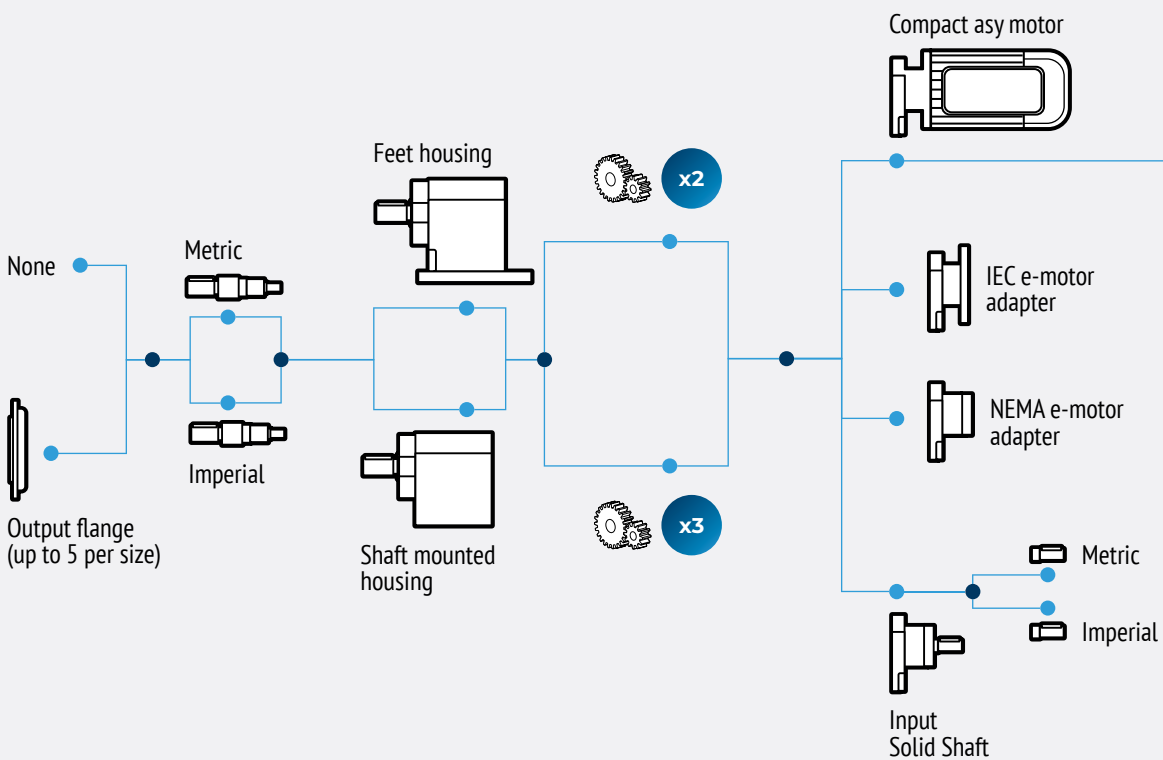 Compact asy motor
Feet housing
x2
Metric
None
IEC e-motor
adapter
NEMA e-motor
adapter
Imperial
Output flange
(up to 5 per size)
x3
Shaft mounted
housing
Metric
Imperial
Input
Solid Shaft